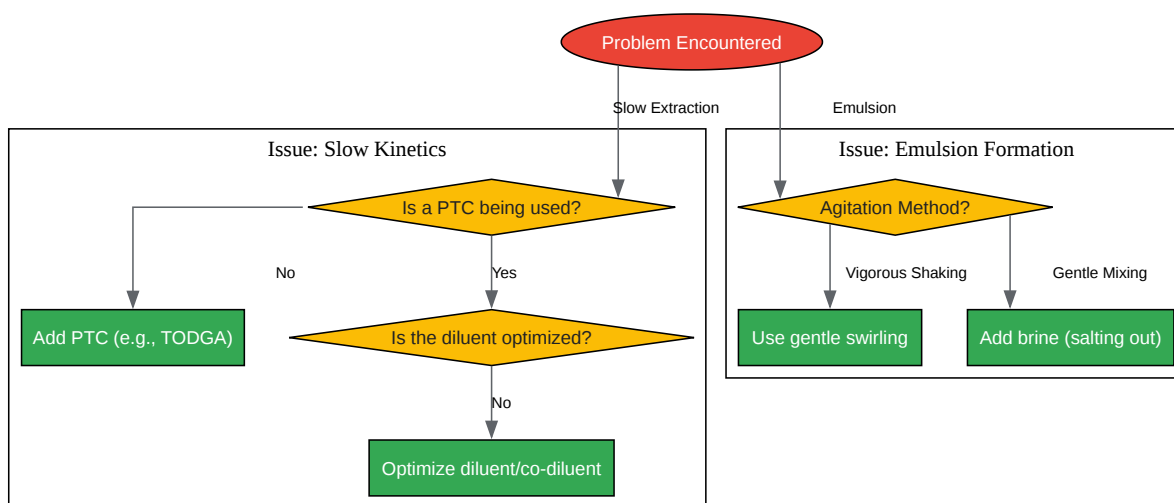 Problem Encountered
Slow Extraction
Emulsion
Issue: Slow Kinetics
Issue: Emulsion Formation
Is a PTC being used?
Agitation Method?
No
Yes
Vigorous Shaking
Gentle Mixing
Add PTC (e.g., TODGA)
Is the diluent optimized?
Use gentle swirling
Add brine (salting out)
No
Optimize diluent/co-diluent